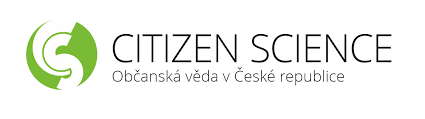 CITIZEN SCIENCE
Občanská věda v České republice